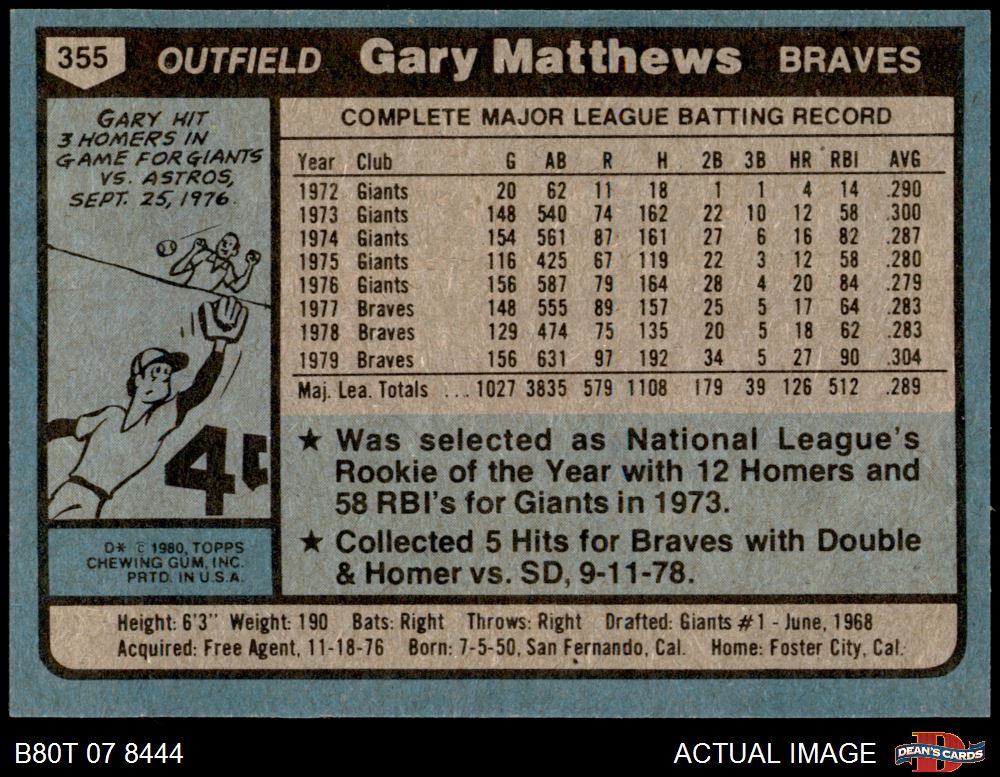 355 OUTFIELD Gary Matthews BRAVES
GARY HIT
3 HOMERS IN
GAME FOR GIANTS
VS. ASTROS,
SEPT. 25, 1976.
4
COMPLETE MAJOR LEAGUE BATTING RECORD
Year Club G AB R H 2B 3B HR RBI AVG
1972 Giants 20 62 11 18 1 1 4 14 .290
1973 Giants 148 540 74 162 22 10 12 58 .300
1974 Giants 154 561 87 161 27 6 16 82 .287
1975 Giants 116 425 67 119 22 3 12 58 .280
1976 Giants 156 587 79 164 28 4 20 84 .279
1977 Braves 148 555 89 157 25 5 17 64 .283
1978 Braves 129 474 75 135 20 5 18 62 .283
1979 Braves 156 631 97 192 34 5 27 90 .304
Maj. Lea. Totals ... 1027 3835 579 1108 179 39 126 512 .289
★ Was selected as National League's
Rookie of the Year with 12 Homers and
58 RBI's for Giants in 1973.
★ Collected 5 Hits for Braves with Double
& Homer vs. SD, 9-11-78.
D* © 1980, TOPPS
CHEWING GUM, INC.
PRTD. IN U.S.A.
Height: 6'3" Weight: 190 Bats: Right Throws: Right Drafted: Giants #1 - June, 1968
Acquired: Free Agent, 11-18-76 Born: 7-5-50, San Fernando, Cal. Home: Foster City, Cal.
B80T 07 8444
ACTUAL IMAGE
D
DEAN'S CARDS